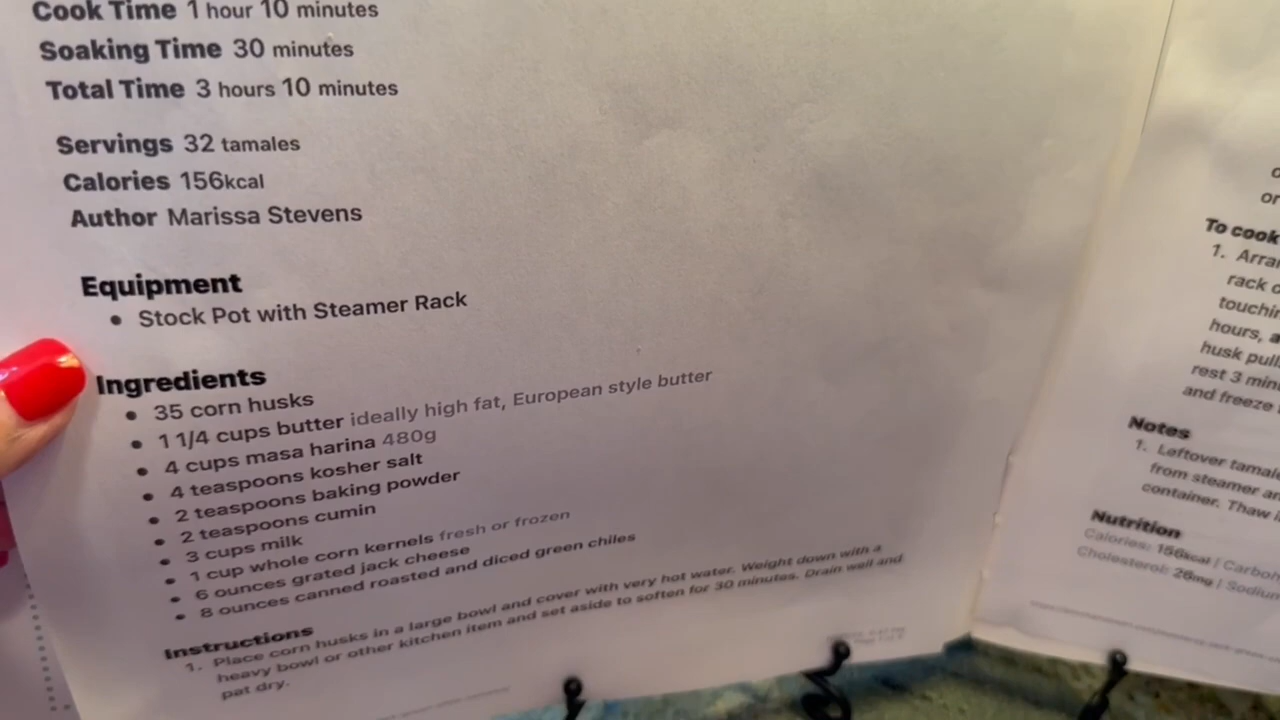 Cook Time 1 hour 10 minutes
Soaking Time 30 minutes
Total Time 3 hours 10 minutes
Servings 32 tamales
Calories 156kcal
Author Marissa Stevens
Equipment
• Stock Pot with Steamer Rack
Ingredients
• 35 corn husks
• 1 1/4 cups butter ideally high fat, European style butter
• 4 cups masa harina 480g
• 4 teaspoons kosher salt
• 2 teaspoons baking powder
• 2 teaspoons cumin
• 3 cups milk
• 1 cup whole corn kernels fresh or frozen
• 6 ounces grated jack cheese
• 8 ounces canned roasted and diced green chiles
Instructions
1. Place corn husks in a large bowl and cover with very hot water. Weight down with a
heavy bowl or other kitchen item and set aside to soften for 30 minutes. Drain well and
pat dry.
or
To cook
1. Arra
rack o
touchin
hours, a
husk pull
rest 3 min
and freeze
Notes
1. Leftover tamale
from steamer an
container. Thaw
Nutrition
Calories: 156kcal | Carboh
Cholesterol: 26mg | Sodiun